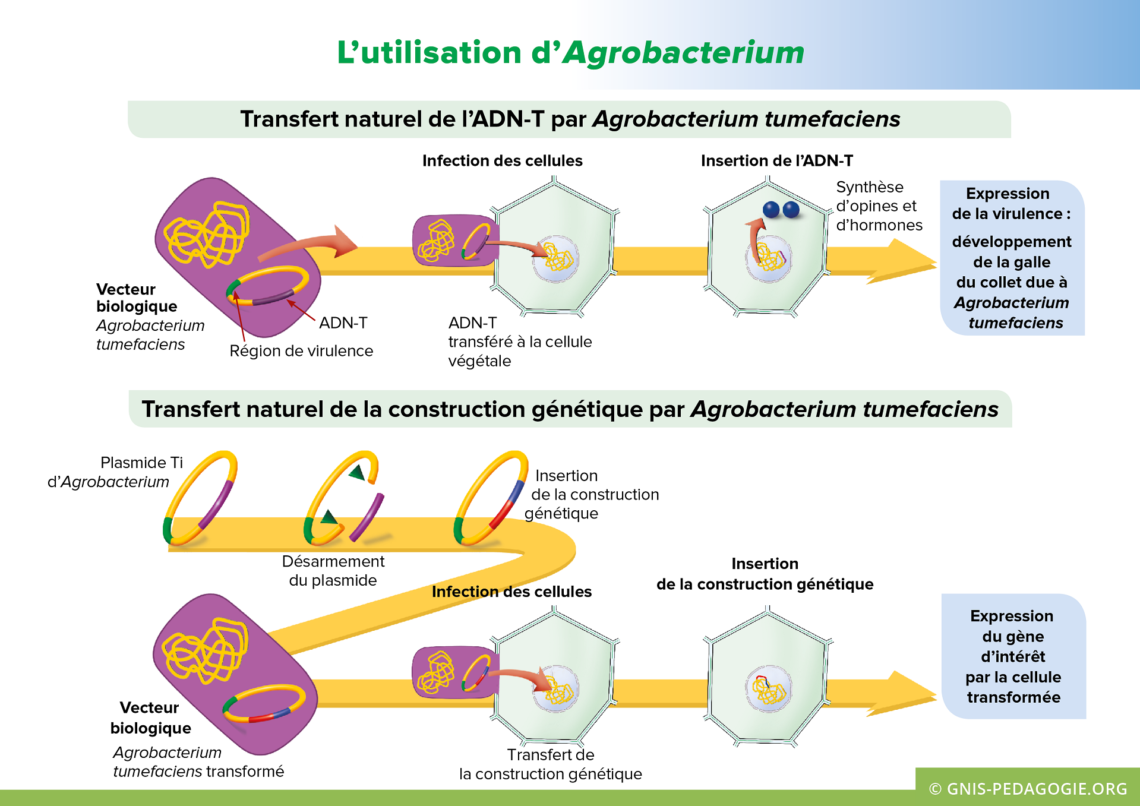 L’utilisation d’Agrobacterium
Transfert naturel de l’ADN-T par Agrobacterium tumefaciens
Infection des cellules
Insertion de l’ADN-T
Synthèse
d’opines et
d’hormones
Expression
de la virulence :
développement
de la galle
du collet due à
Agrobacterium
tumefaciens
Vecteur
biologique
Agrobacterium
tumefaciens
ADN-T
Région de virulence
ADN-T
transféré à la cellule
végétale
Transfert naturel de la construction génétique par Agrobacterium tumefaciens
Plasmide Ti
d’Agrobacterium
Désarmement
du plasmide
Insertion
de la construction
génétique
Infection des cellules
Insertion
de la construction génétique
Expression
du gène
d’intérêt
par la cellule
transformée
Vecteur
biologique
Agrobacterium
tumefaciens transformé
Transfert de
la construction génétique
© GNIS-PEDAGOGIE.ORG